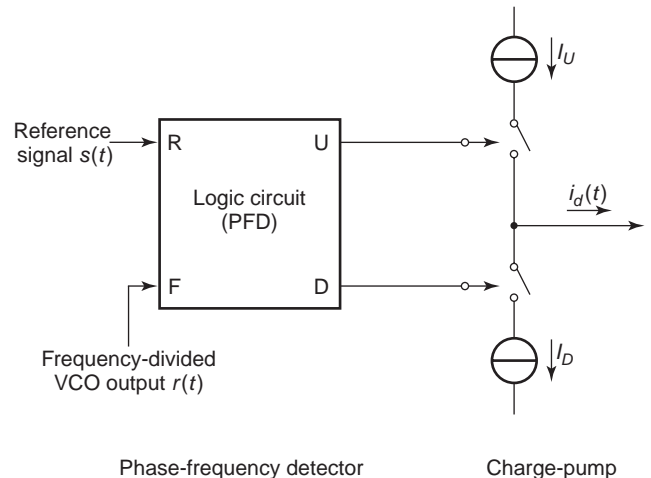 I_U
Reference
signal s(t)
R
U
Logic circuit
(PFD)
i_d(t)
F
D
Frequency-divided
VCO output r(t)
I_D
Phase-frequency detector
Charge-pump